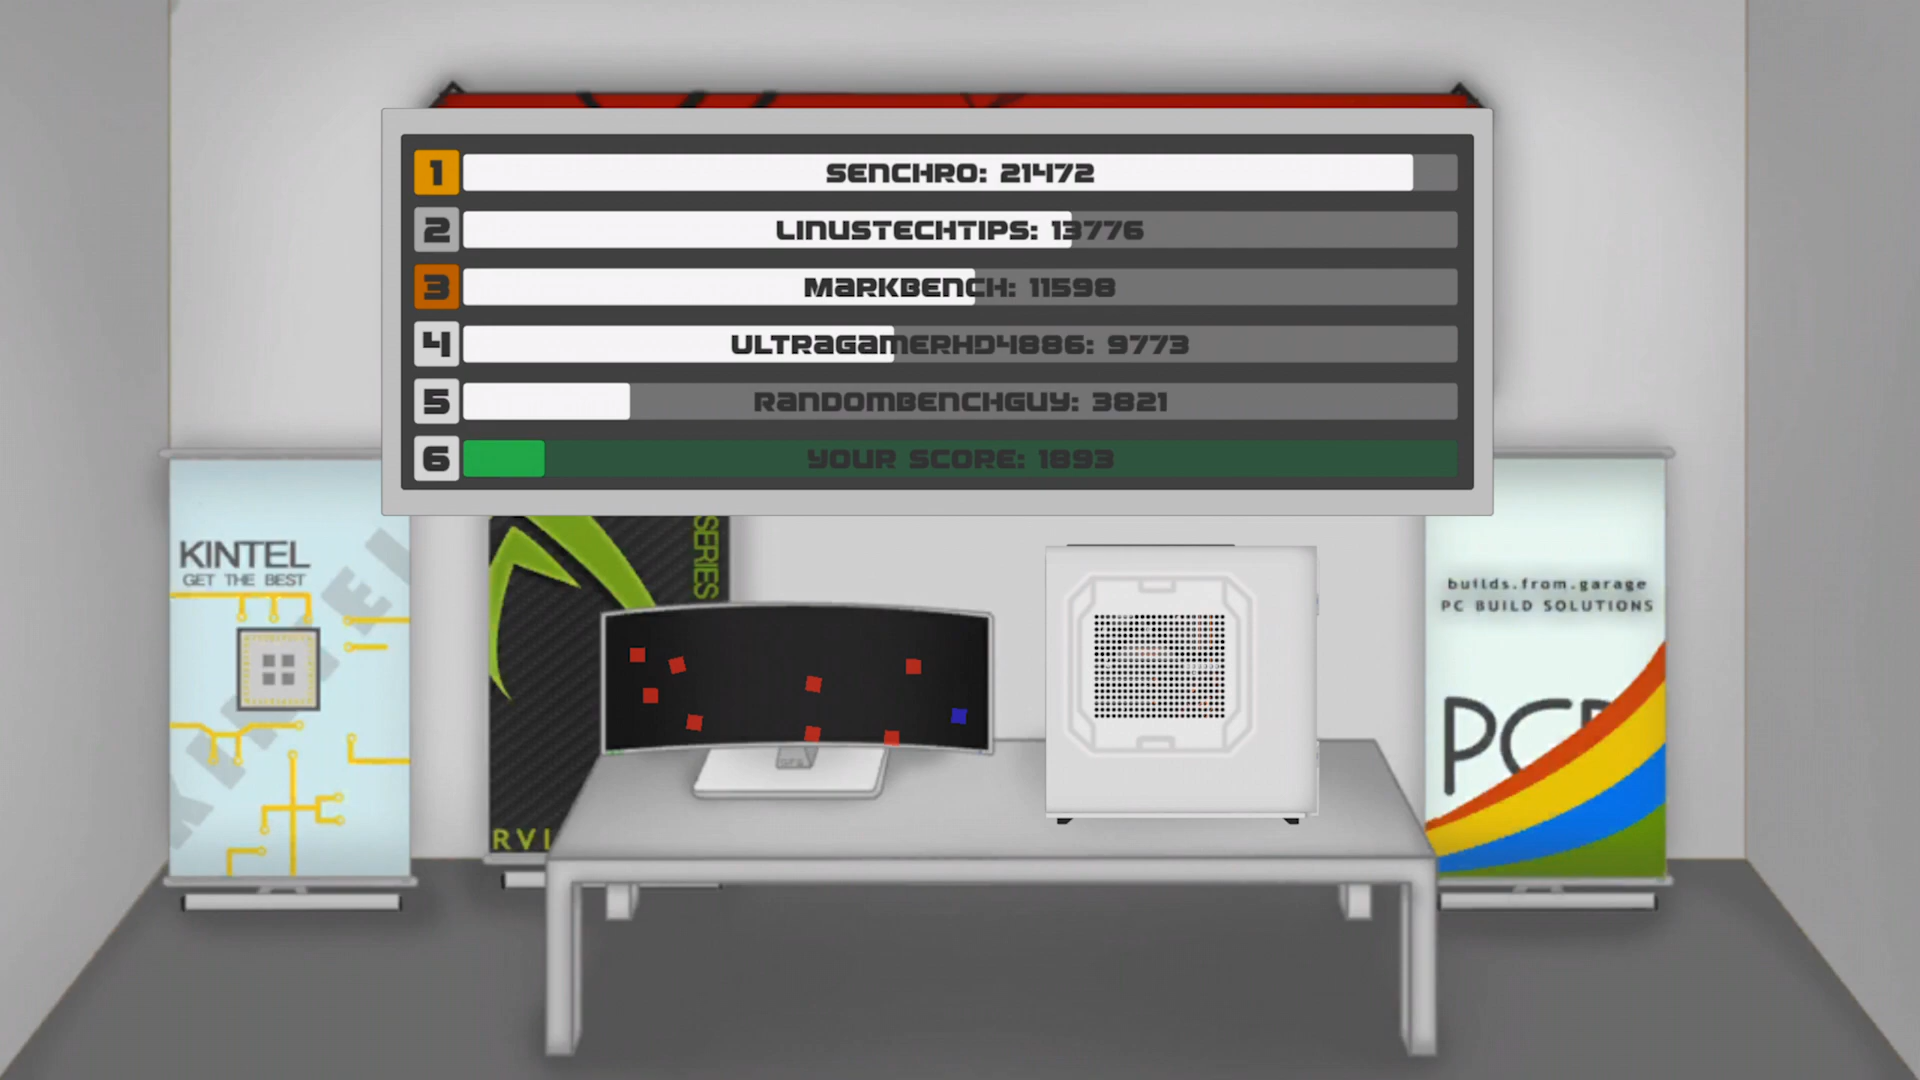 1 SENCHRO: 21472
2 LINUSTECHTIPS: 13776
3 MARKBENCH: 11598
4 ULTRAGAMERHD4886: 9773
5 RANDOMBENCHGUY: 3821
6 YOUR SCORE: 1893
KINTEL
GET THE BEST
SERIES
builds.from.garage
PC BUILD SOLUTIONS